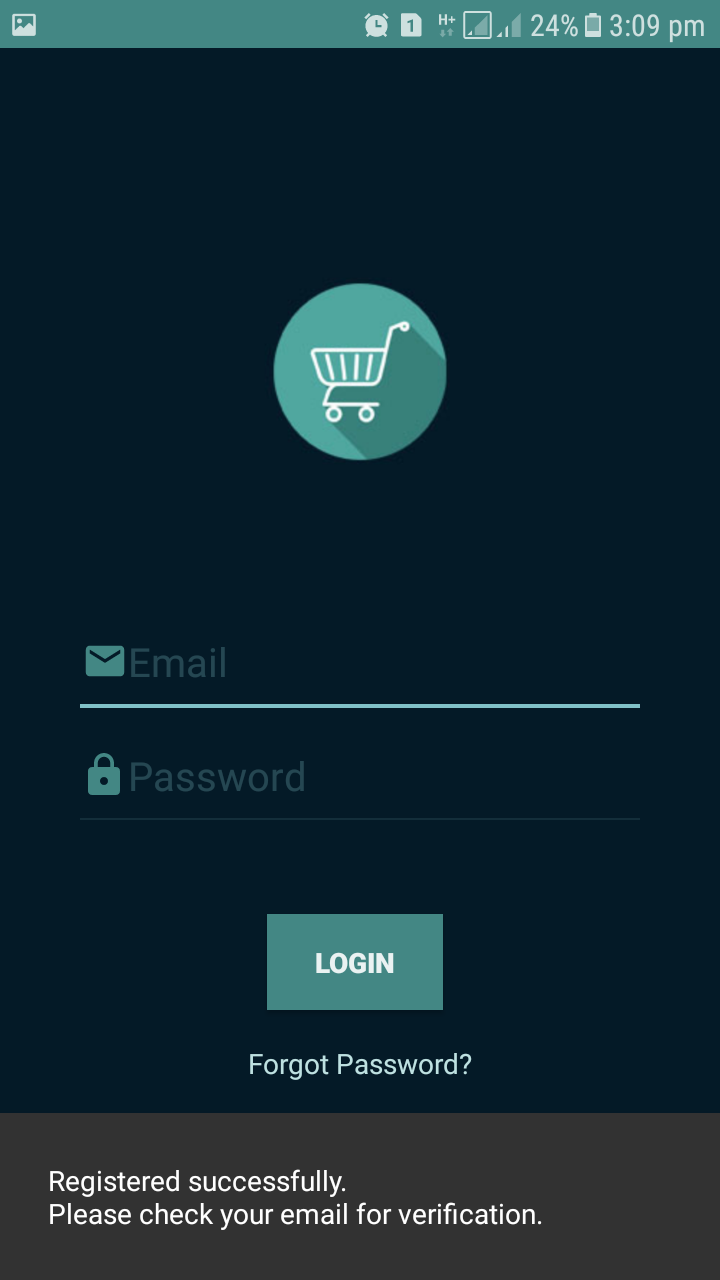 1 H+ 24% 3:09 pm
Email
Password
LOGIN
Forgot Password?
Registered successfully.
Please check your email for verification.